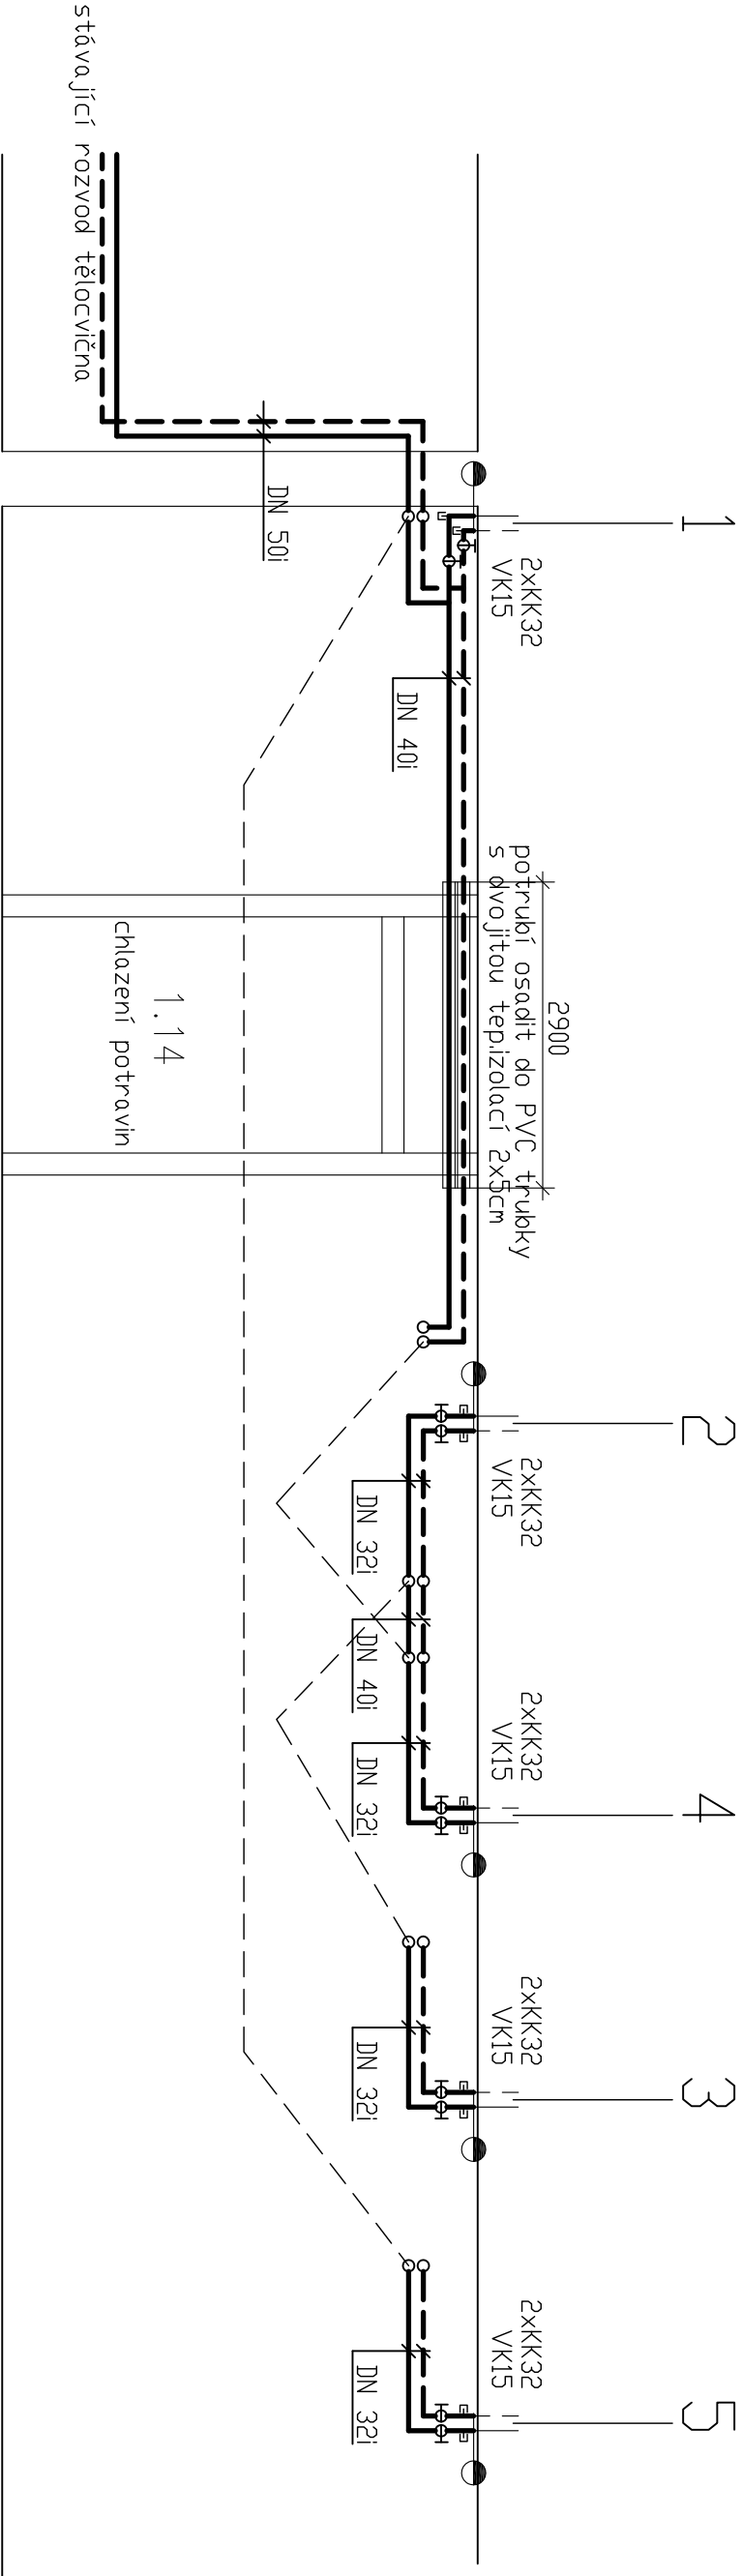 stávající rozvod tělocvična
DN 50i
1
2xKK32
VK15
DN 40i
2900
potrubí osadit do PVC trubky
s dvojitou tep.izolací 2x5cm
1.14
chlazení potravin
2
2xKK32
VK15
DN 32i
DN 40i
4
2xKK32
VK15
DN 32i
3
2xKK32
VK15
DN 32i
5
2xKK32
VK15
DN 32i